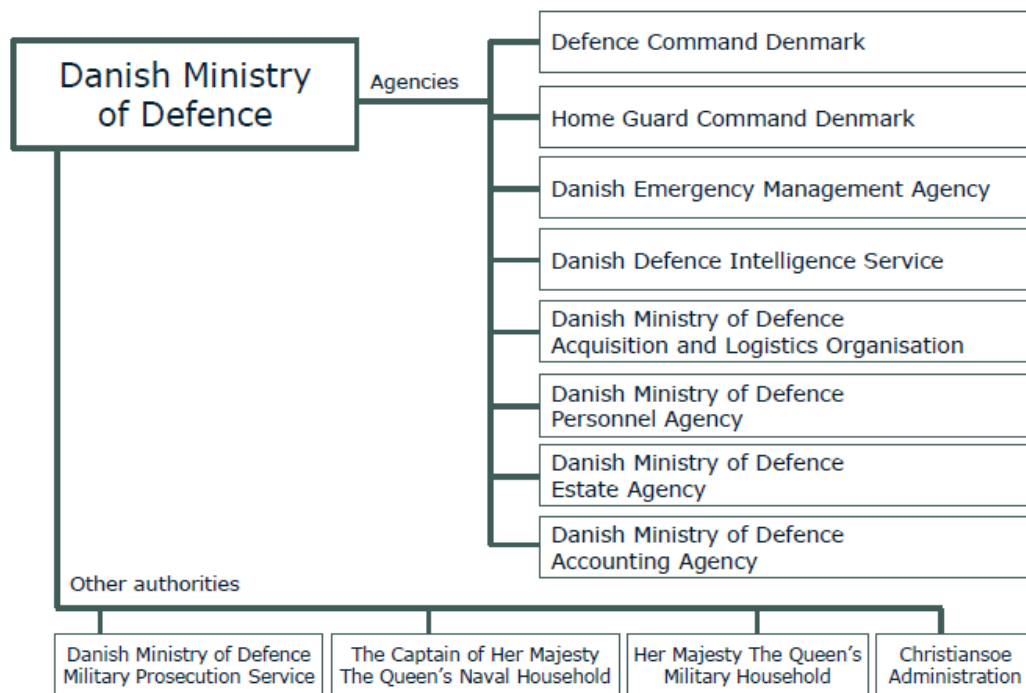 Danish Ministry
of Defence
Agencies
Defence Command Denmark
Home Guard Command Denmark
Danish Emergency Management Agency
Danish Defence Intelligence Service
Danish Ministry of Defence
Acquisition and Logistics Organisation
Danish Ministry of Defence
Personnel Agency
Danish Ministry of Defence
Estate Agency
Danish Ministry of Defence
Accounting Agency
Other authorities
Danish Ministry of Defence
Military Prosecution Service
The Captain of Her Majesty
The Queen’s Naval Household
Her Majesty The Queen’s
Military Household
Christiansoe
Administration